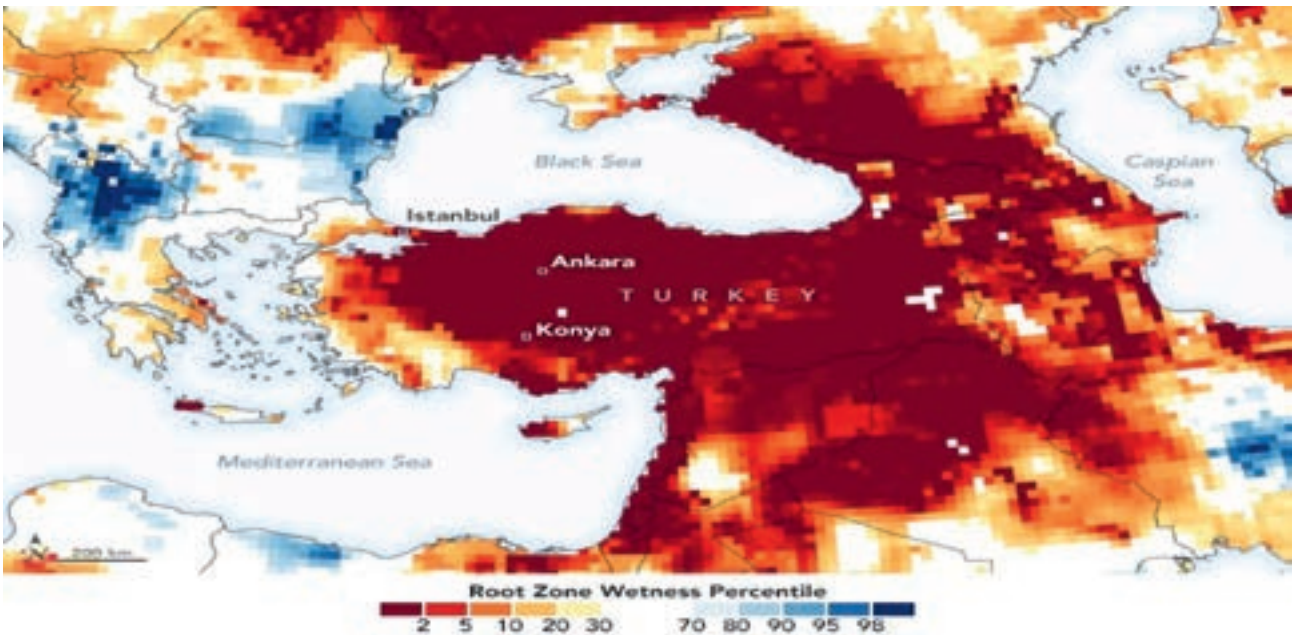 Black Sea
Caspian
Sea
Istanbul
Ankara
TURKEY
Konya
Mediterranean Sea
N
200 km
Root Zone Wetness Percentile
2 5 10 20 30 70 80 90 95 98